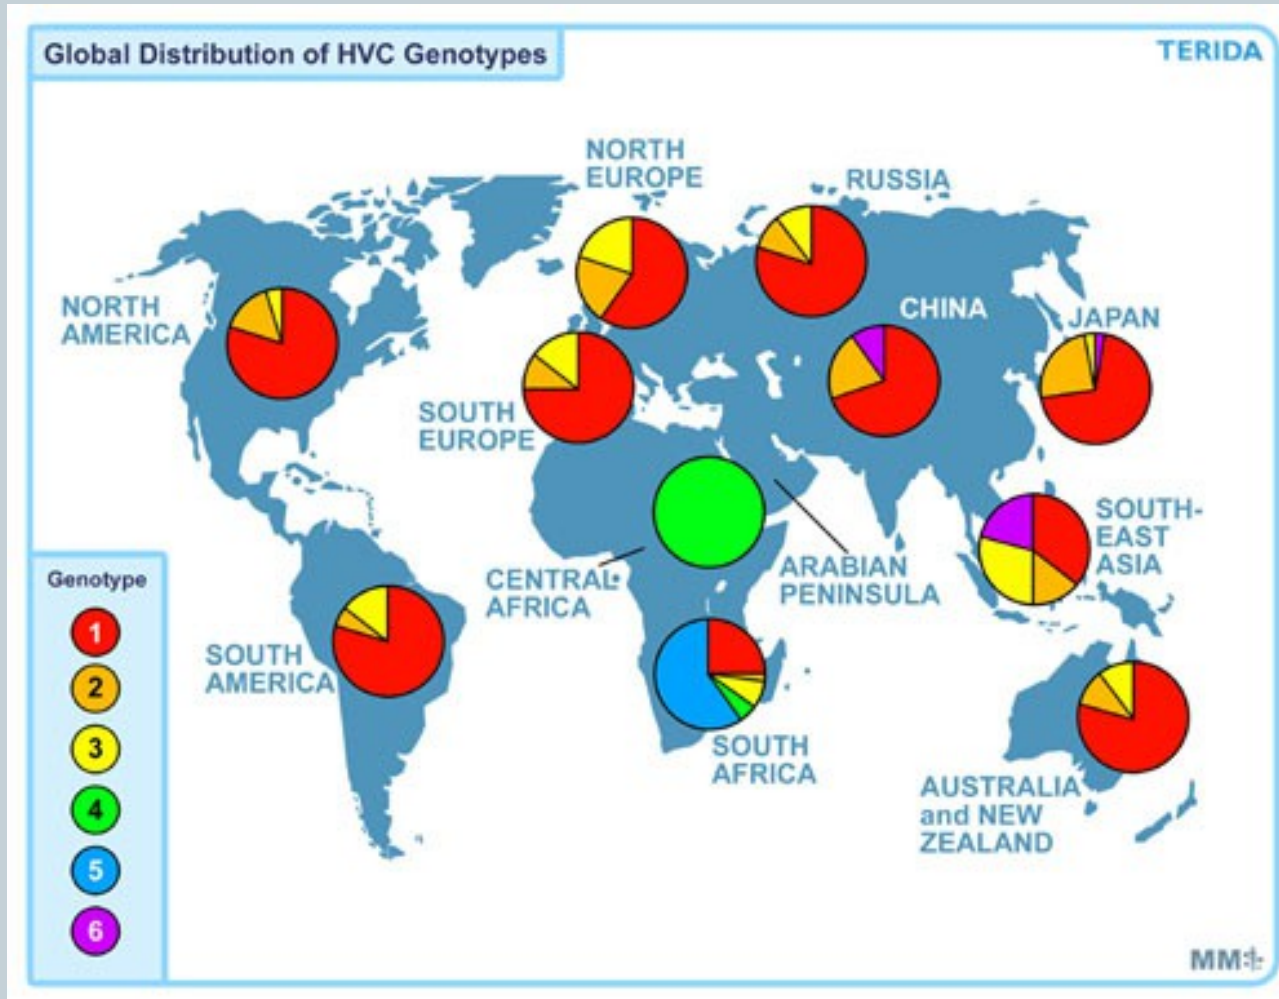 Global Distribution of HVC Genotypes
TERIDA
NORTH
EUROPE
RUSSIA
NORTH
AMERICA
CHINA
JAPAN
SOUTH
EUROPE
SOUTH-
EAST
ASIA
CENTRAL
AFRICA
ARABIAN
PENINSULA
SOUTH
AMERICA
SOUTH
AFRICA
AUSTRALIA
and NEW
ZEALAND
Genotype
1
2
3
4
5
6
MM